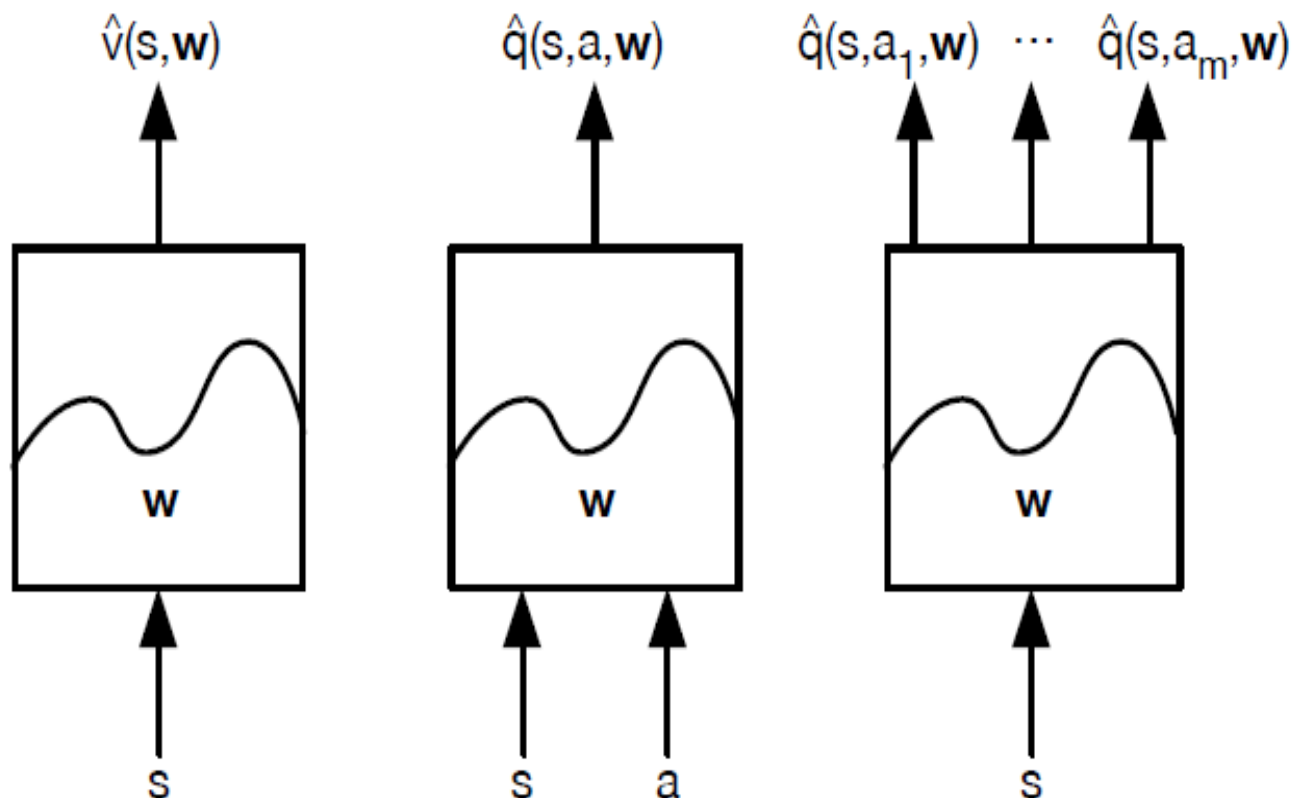 v̂(s,w) q̂(s,a,w) q̂(s,a₁,w) ··· q̂(s,aₘ,w)
w w w
s s a s